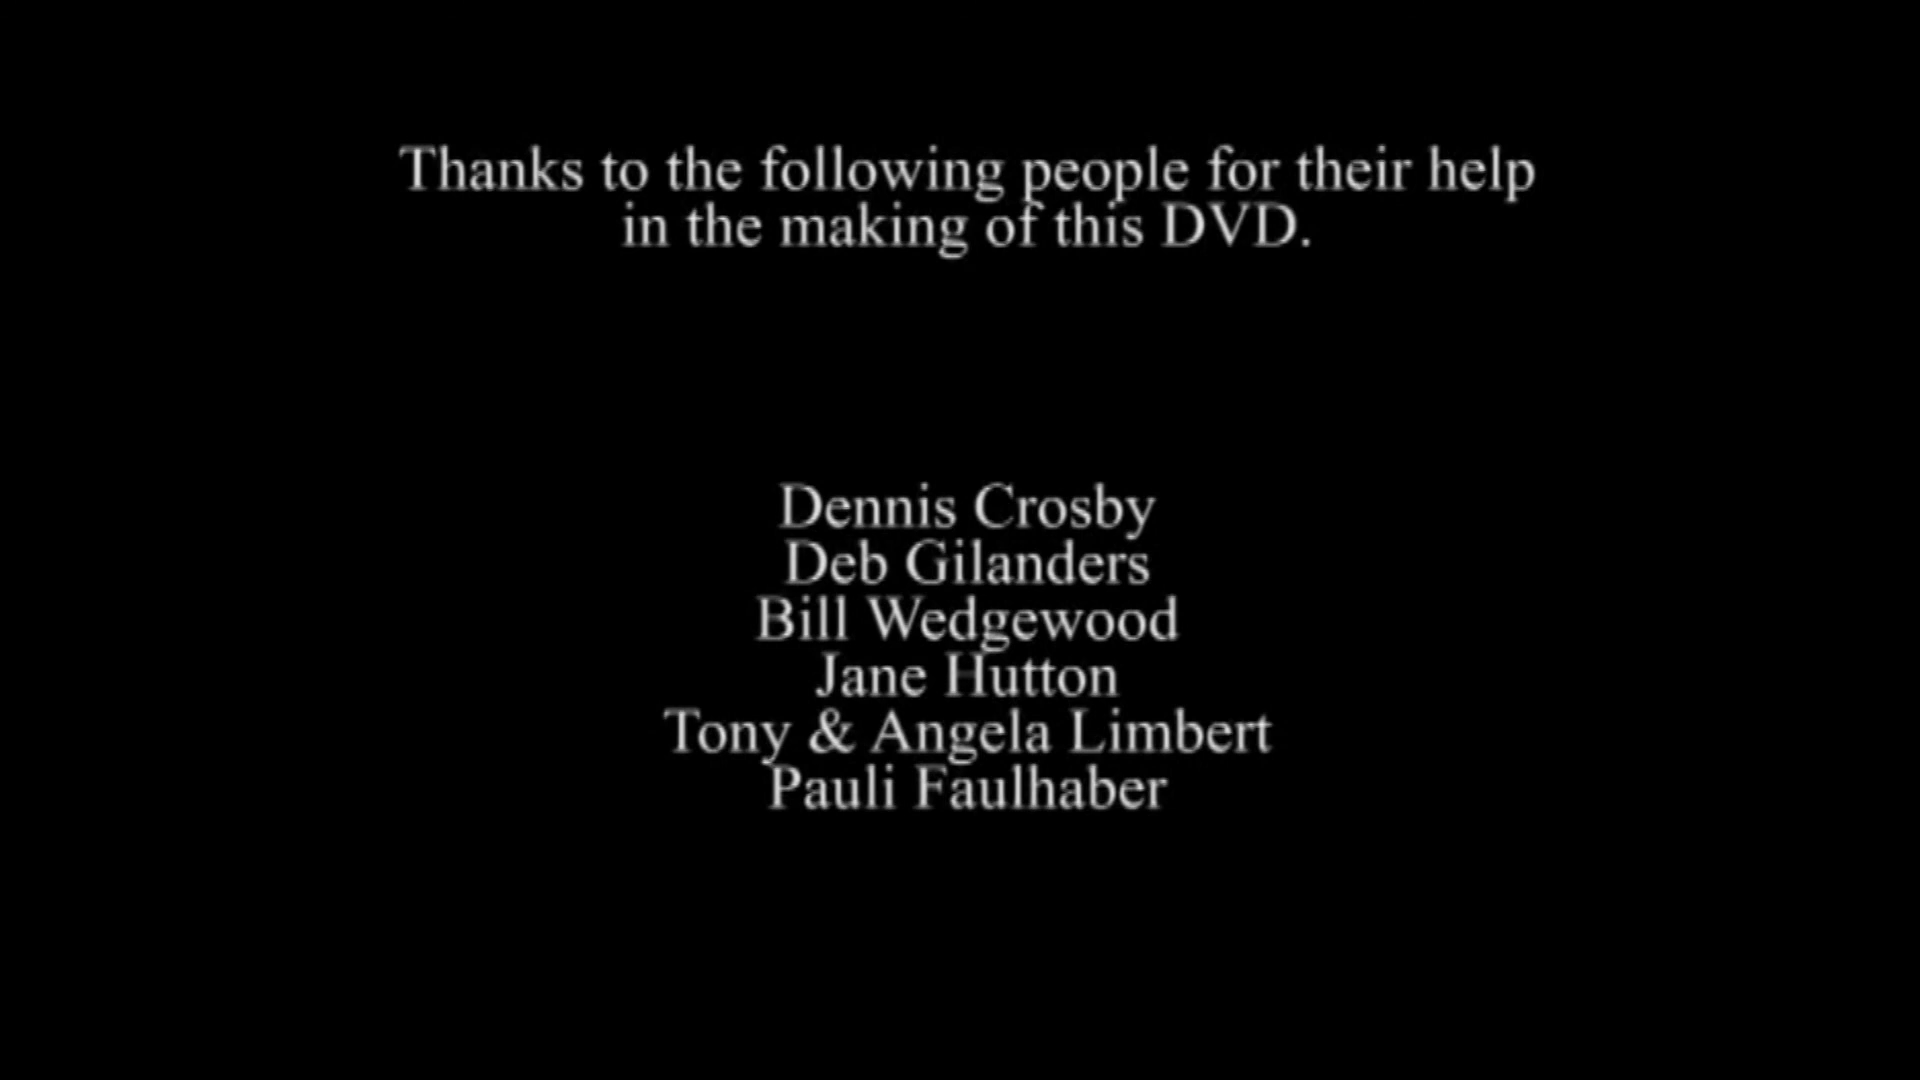 Thanks to the following people for their help
in the making of this DVD.
Dennis Crosby
Deb Gilanders
Bill Wedgewood
Jane Hutton
Tony & Angela Limbert
Pauli Faulhaber